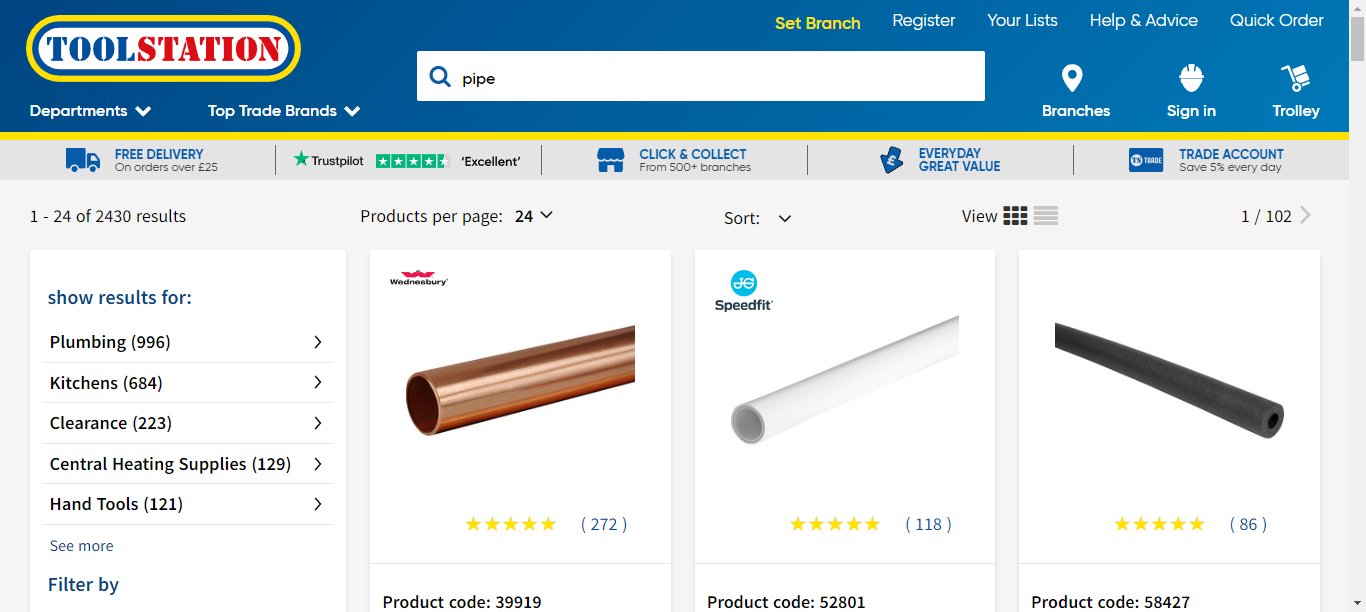 Set Branch
Register
Your Lists
Help & Advice
Quick Order
TOOLSTATION
pipe
Departments
Top Trade Brands
Branches
Sign in
Trolley
FREE DELIVERY
On orders over £25
Trustpilot
'Excellent'
CLICK & COLLECT
From 500+ branches
£
EVERYDAY
GREAT VALUE
TS TRADE
TRADE ACCOUNT
Save 5% every day
1 - 24 of 2430 results
Products per page: 24
Sort:
View
1 / 102
show results for:
Plumbing (996)
Kitchens (684)
Clearance (223)
Central Heating Supplies (129)
Hand Tools (121)
See more
Filter by
Wednesbury
( 272 )
Product code: 39919
JG
Speedfit
( 118 )
Product code: 52801
( 86 )
Product code: 58427